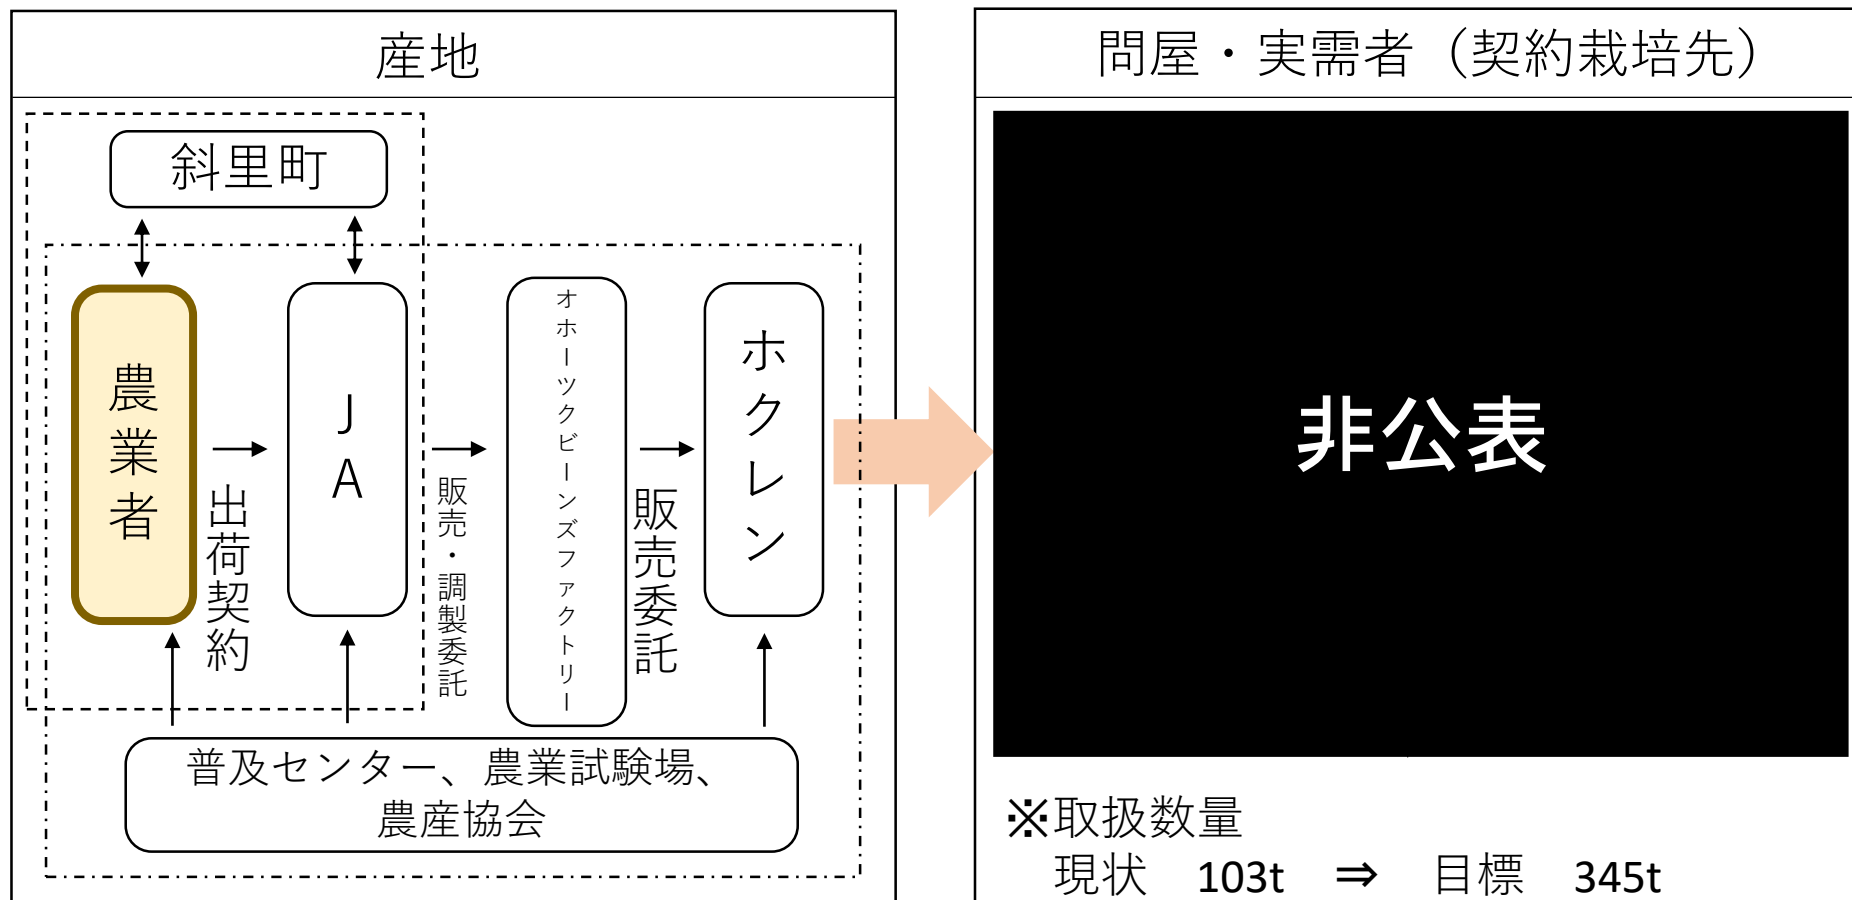 産地
斜里町
農業者
出荷契約
JA
販売・調製委託
オホーツクビーンズファクトリー
販売委託
ホクレン
普及センター、農業試験場、
農産協会
問屋・実需者（契約栽培先）
非公表
※取扱数量
現状　103t　⇒　目標　345t